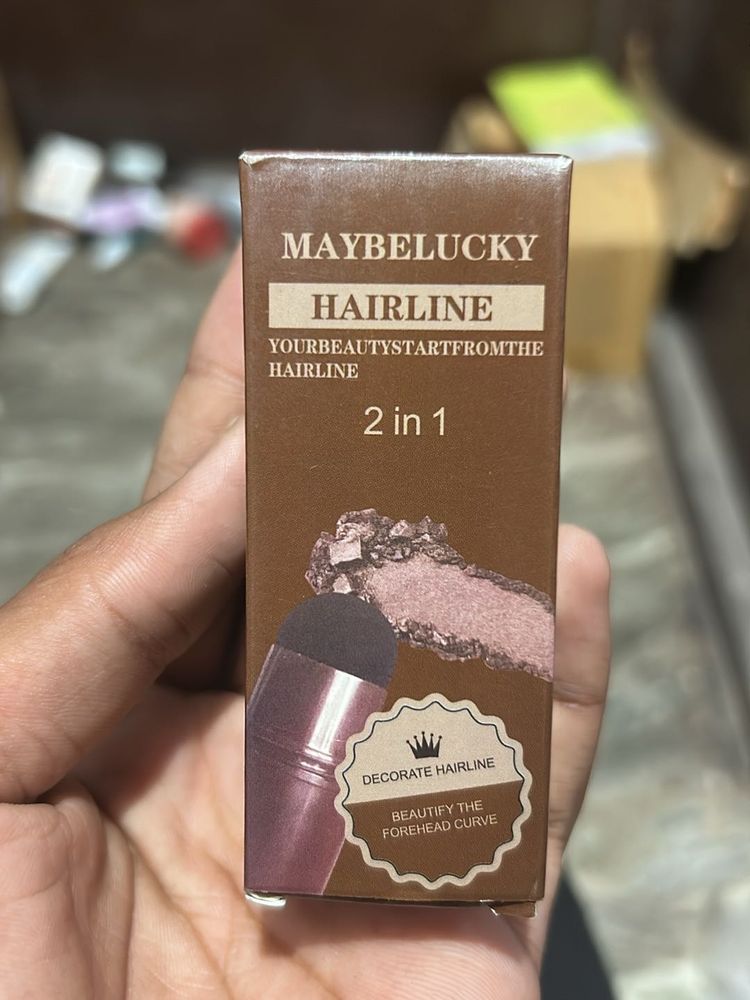 MAYBELUCKY
HAIRLINE
YOURBEAUTYSTARTFROMTHE
HAIRLINE
2 in 1
DECORATE HAIRLINE
BEAUTIFY THE
FOREHEAD CURVE